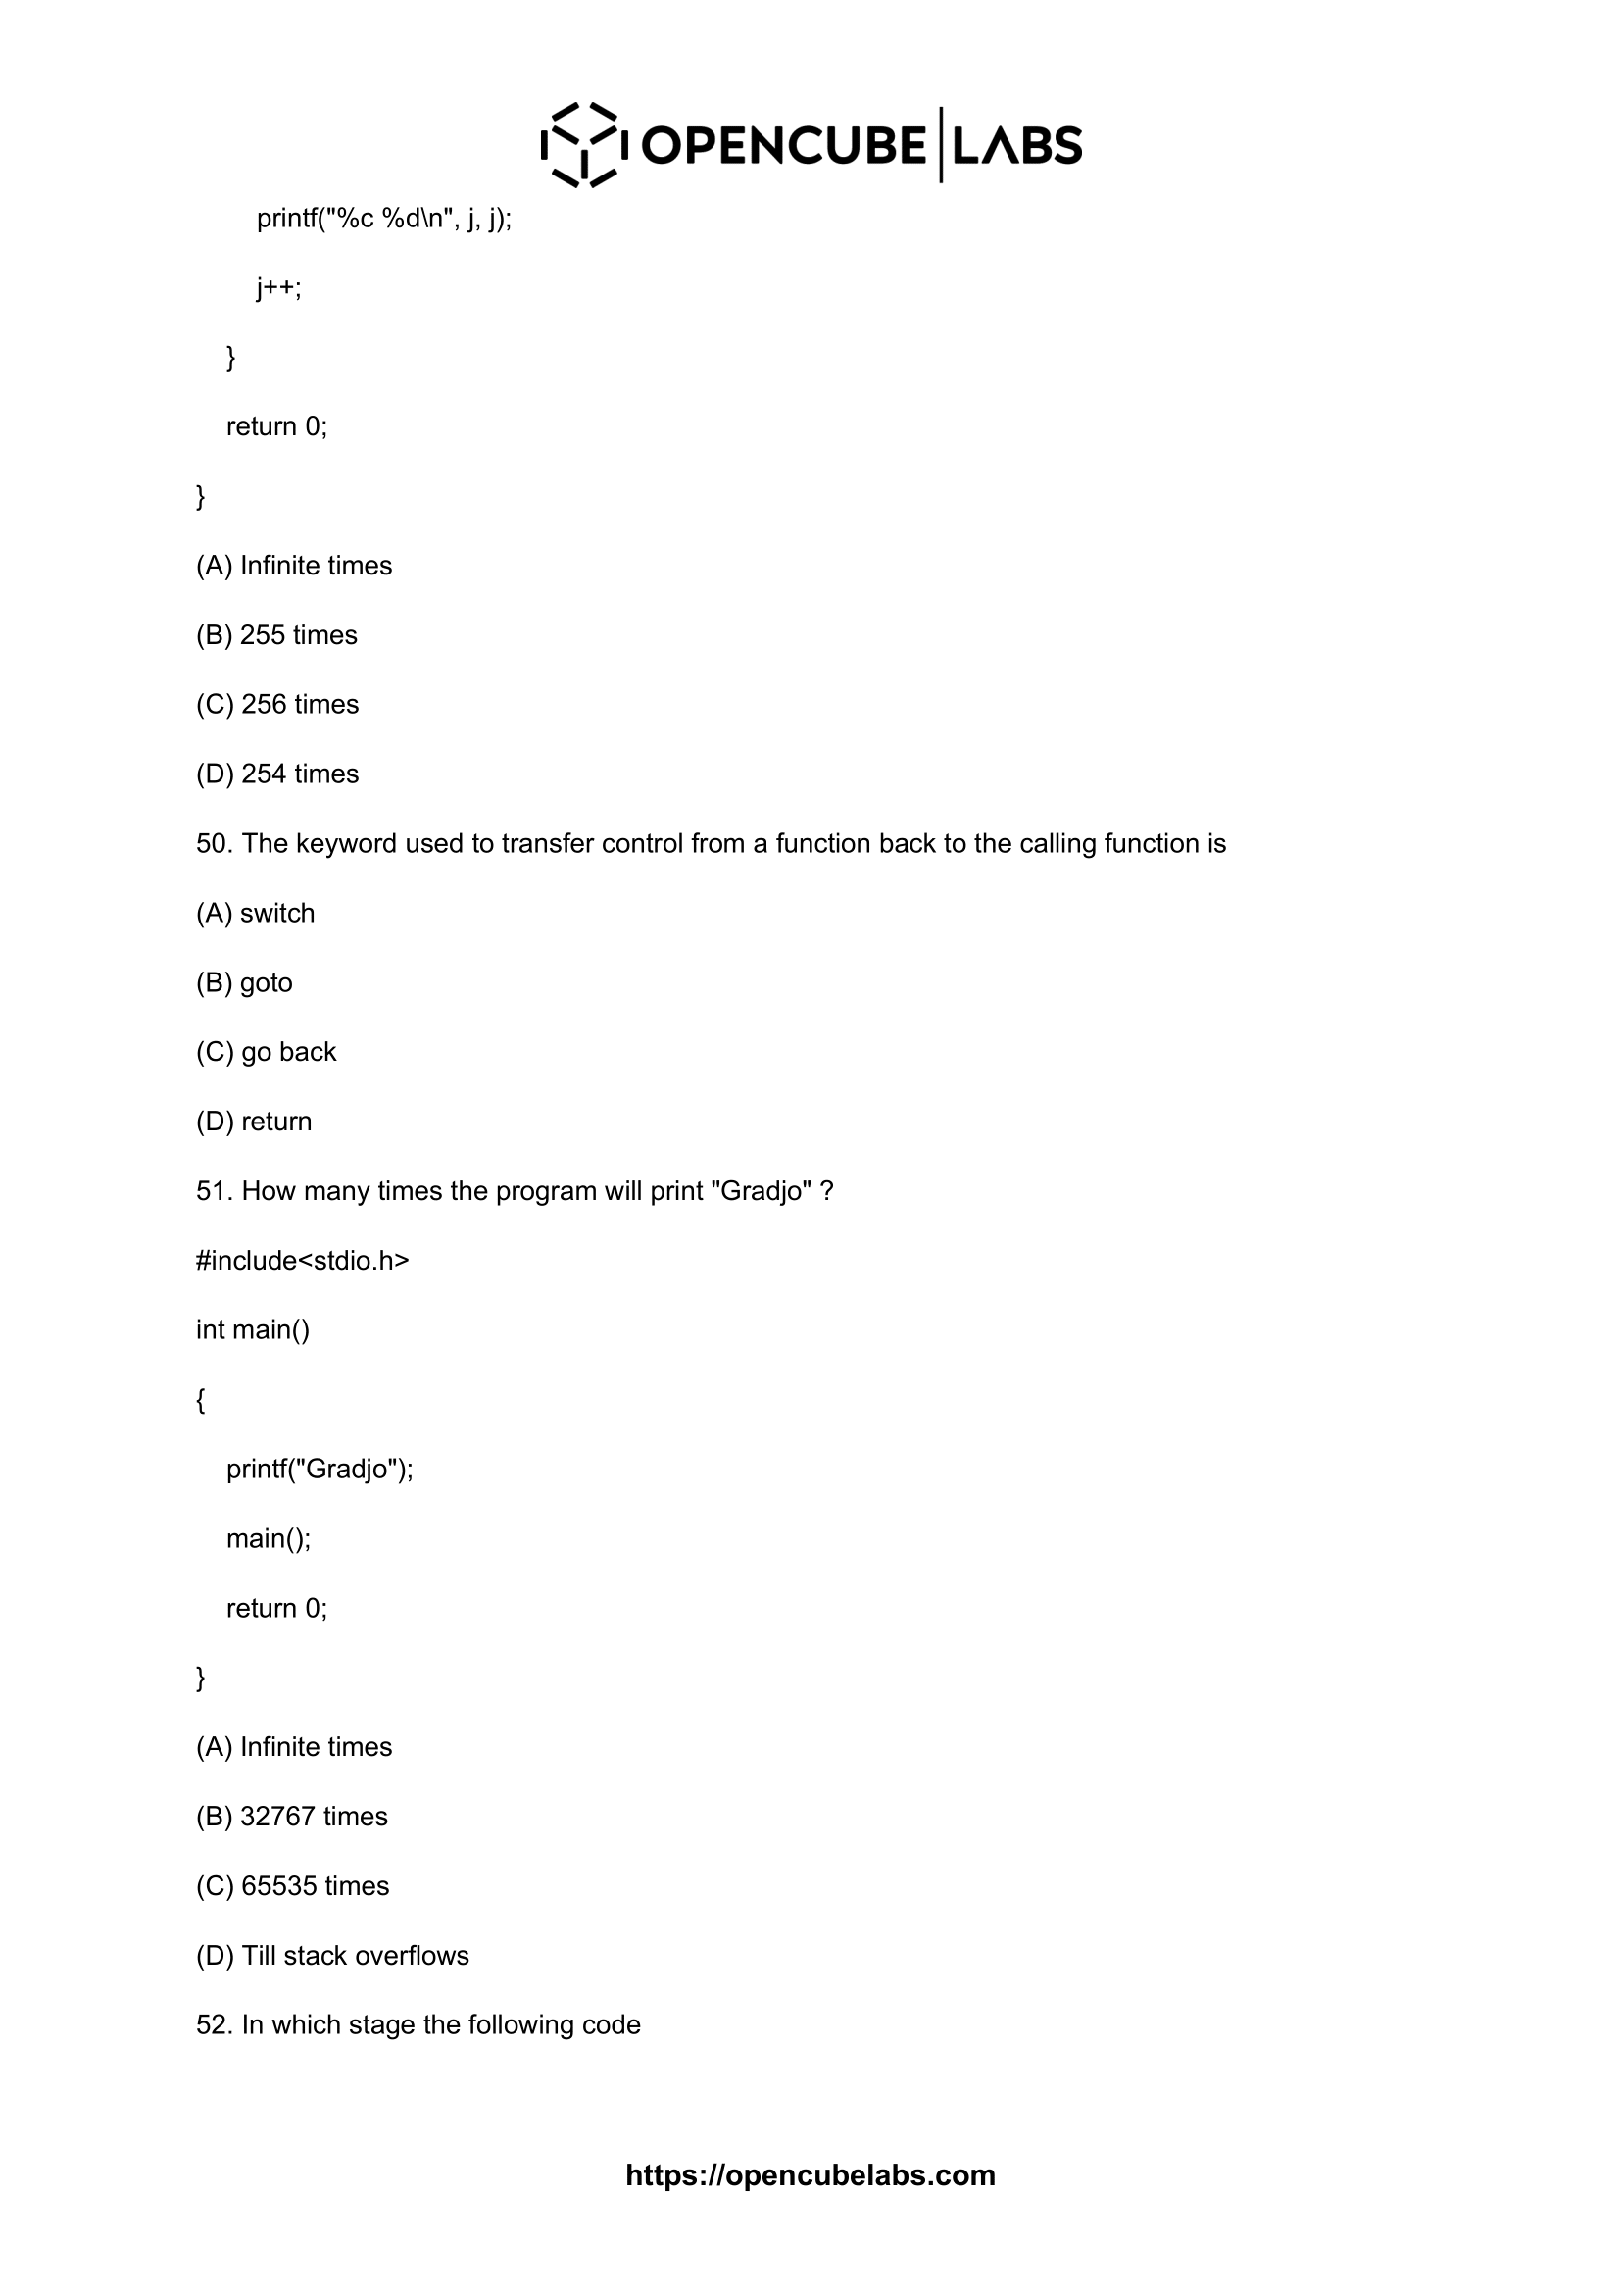 OPENCUBE LABS
printf("%c %d\n", j, j);
j++;
}
return 0;
}
(A) Infinite times
(B) 255 times
(C) 256 times
(D) 254 times
50. The keyword used to transfer control from a function back to the calling function is
(A) switch
(B) goto
(C) go back
(D) return
51. How many times the program will print "Gradjo" ?
#include<stdio.h>
int main()
{
printf("Gradjo");
main();
return 0;
}
(A) Infinite times
(B) 32767 times
(C) 65535 times
(D) Till stack overflows
52. In which stage the following code
https://opencubelabs.com